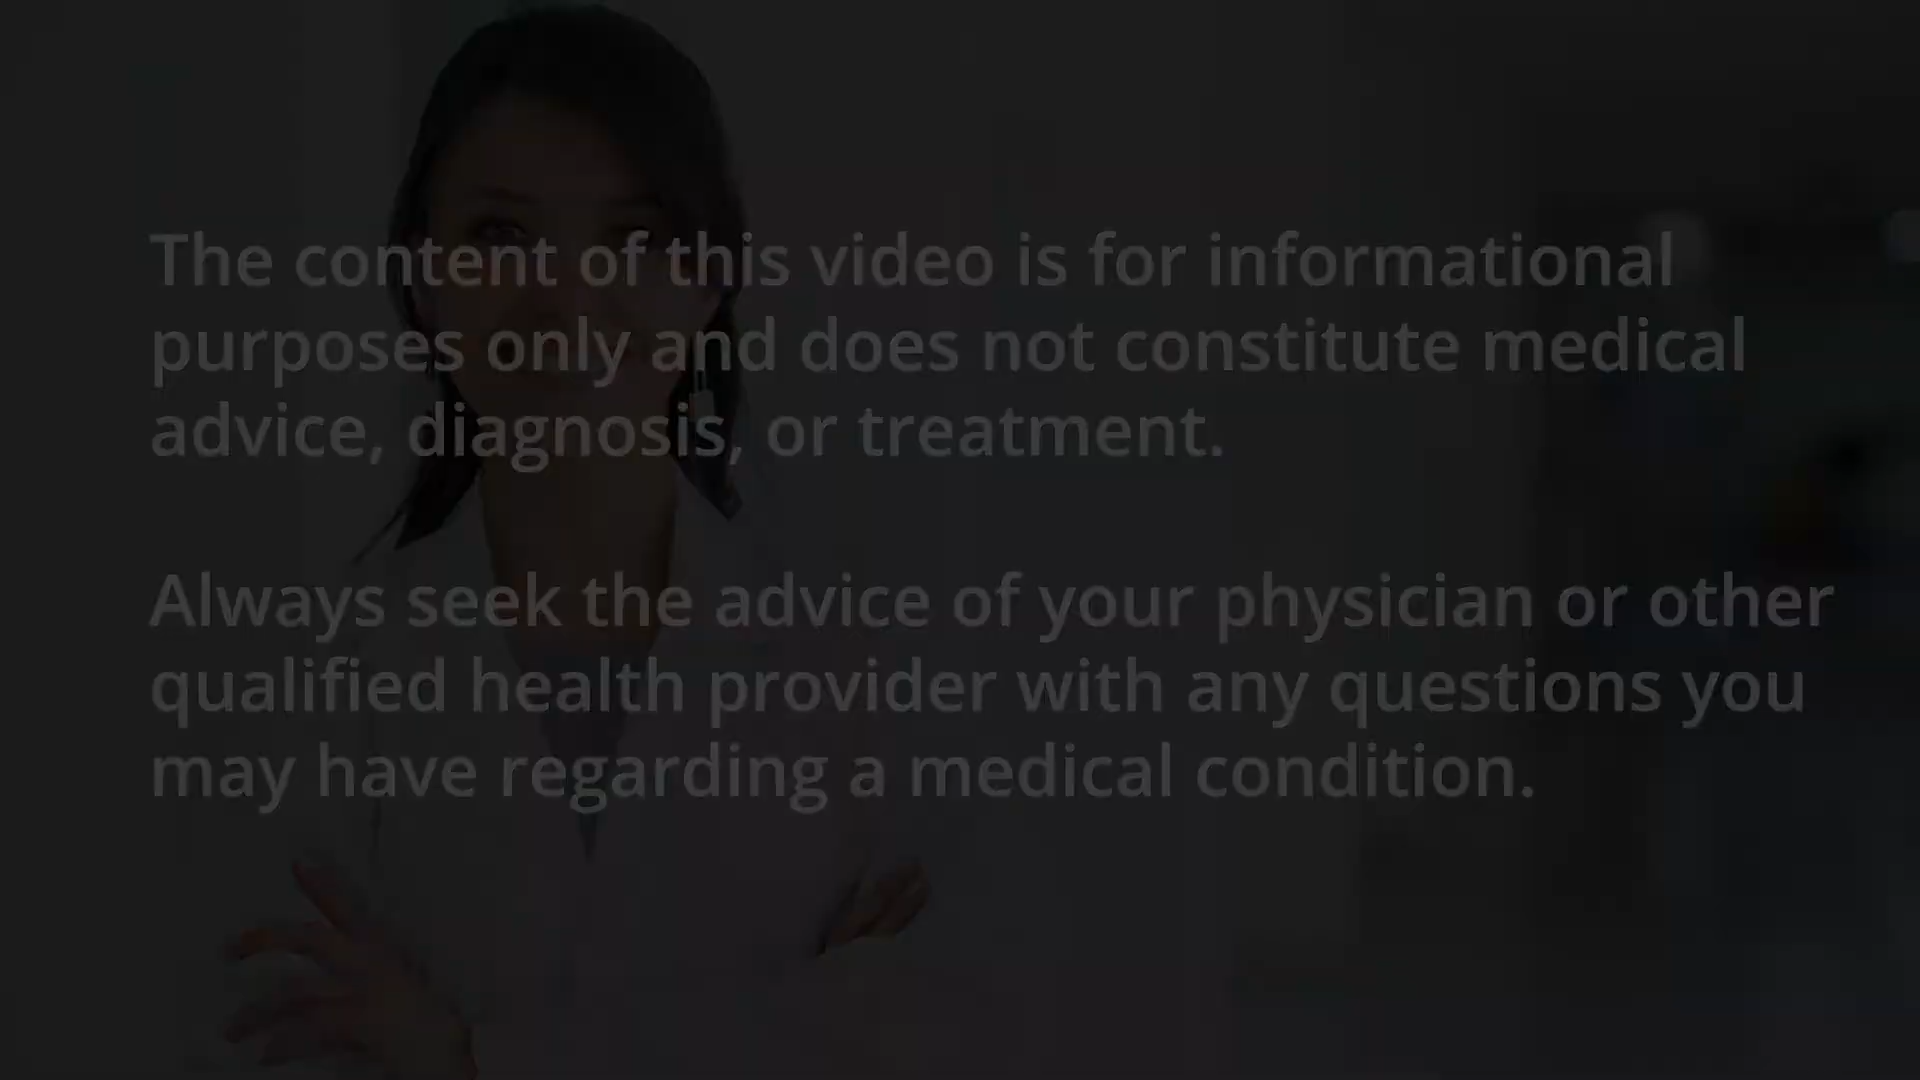 The content of this video is for informational
purposes only and does not constitute medical
advice, diagnosis, or treatment.
Always seek the advice of your physician or other
qualified health provider with any questions you
may have regarding a medical condition.